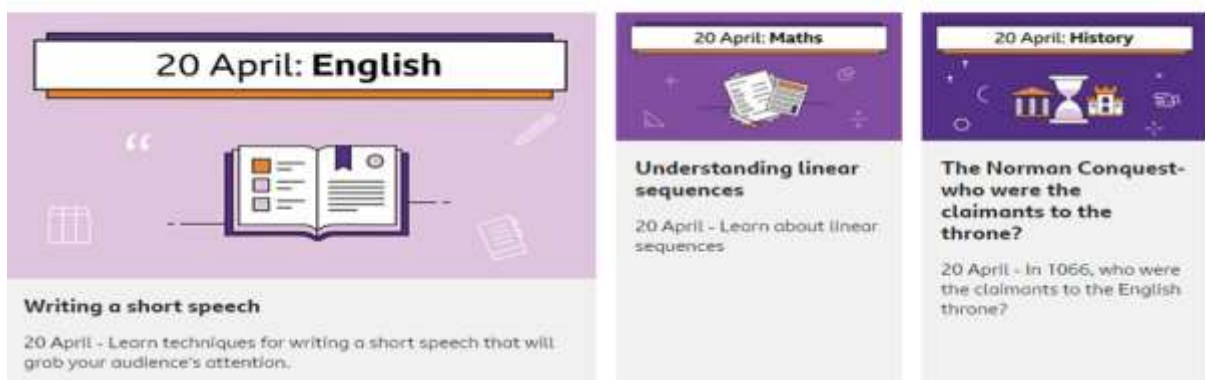 20 April: English
Writing a short speech
20 April - Learn techniques for writing a short speech that will
grab your audience's attention.
20 April: Maths
Understanding linear
sequences
20 April - Learn about linear
sequences
20 April: History
The Norman Conquest-
who were the
claimants to the
throne?
20 April - In 1066, who were
the claimants to the English
throne?